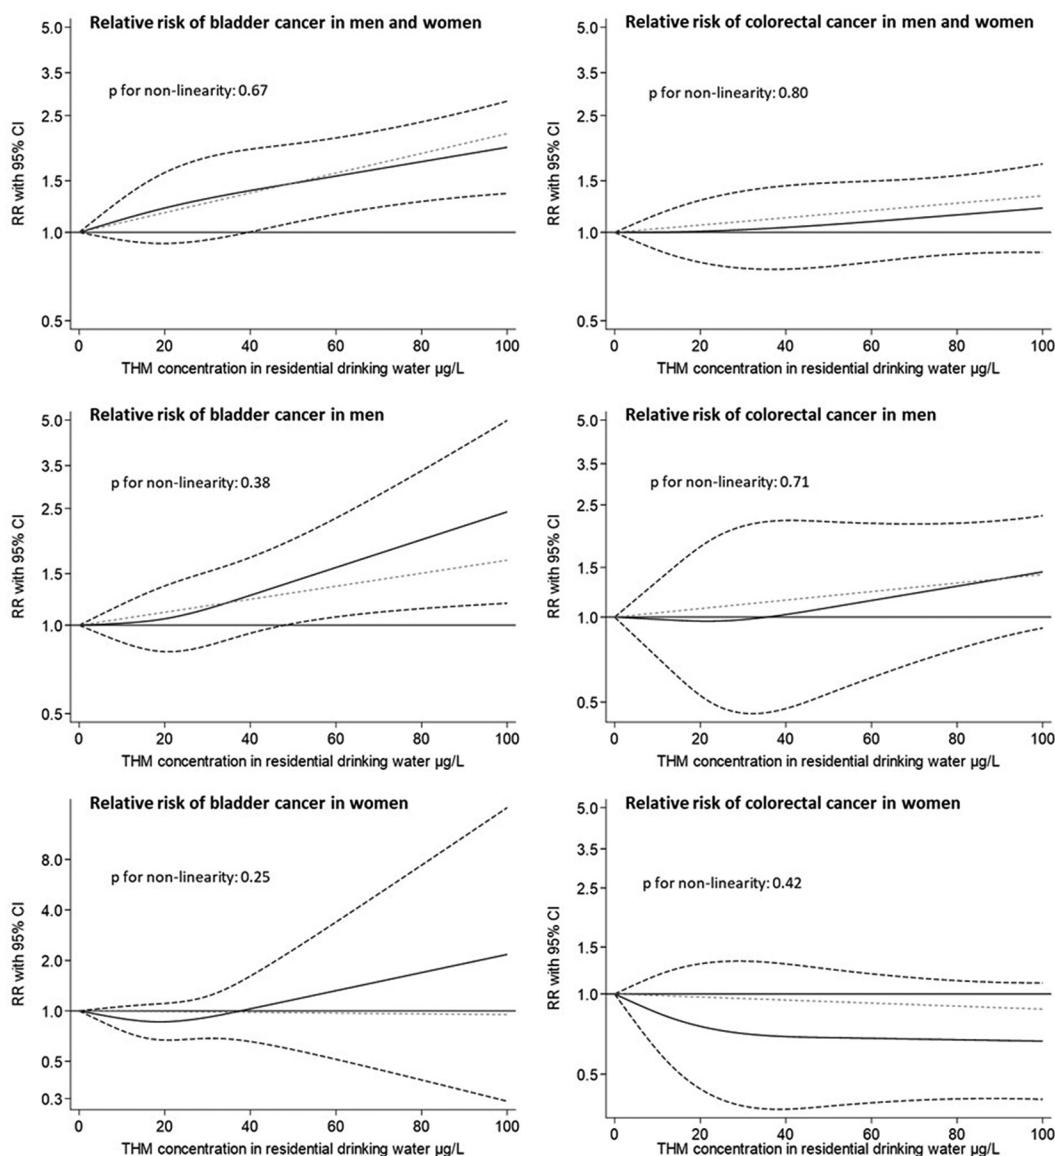 Relative risk of bladder cancer in men and women
5.0
3.5
2.5
1.5
1.0
0.5
RR with 95% CI
p for non-linearity: 0.67
0 20 40 60 80 100
THM concentration in residential drinking water µg/L
Relative risk of colorectal cancer in men and women
5.0
3.5
2.5
1.5
1.0
0.5
RR with 95% CI
p for non-linearity: 0.80
0 20 40 60 80 100
THM concentration in residential drinking water µg/L
Relative risk of bladder cancer in men
5.0
3.5
2.5
1.5
1.0
0.5
RR with 95% CI
p for non-linearity: 0.38
0 20 40 60 80 100
THM concentration in residential drinking water µg/L
Relative risk of colorectal cancer in men
5.0
3.5
2.5
1.5
1.0
0.5
RR with 95% CI
p for non-linearity: 0.71
0 20 40 60 80 100
THM concentration in residential drinking water µg/L
Relative risk of bladder cancer in women
8.0
4.0
2.0
1.0
0.5
0.3
RR with 95% CI
p for non-linearity: 0.25
0 20 40 60 80 100
THM concentration in residential drinking water µg/L
Relative risk of colorectal cancer in women
5.0
3.5
2.5
1.5
1.0
0.5
RR with 95% CI
p for non-linearity: 0.42
0 20 40 60 80 100
THM concentration in residential drinking water µg/L